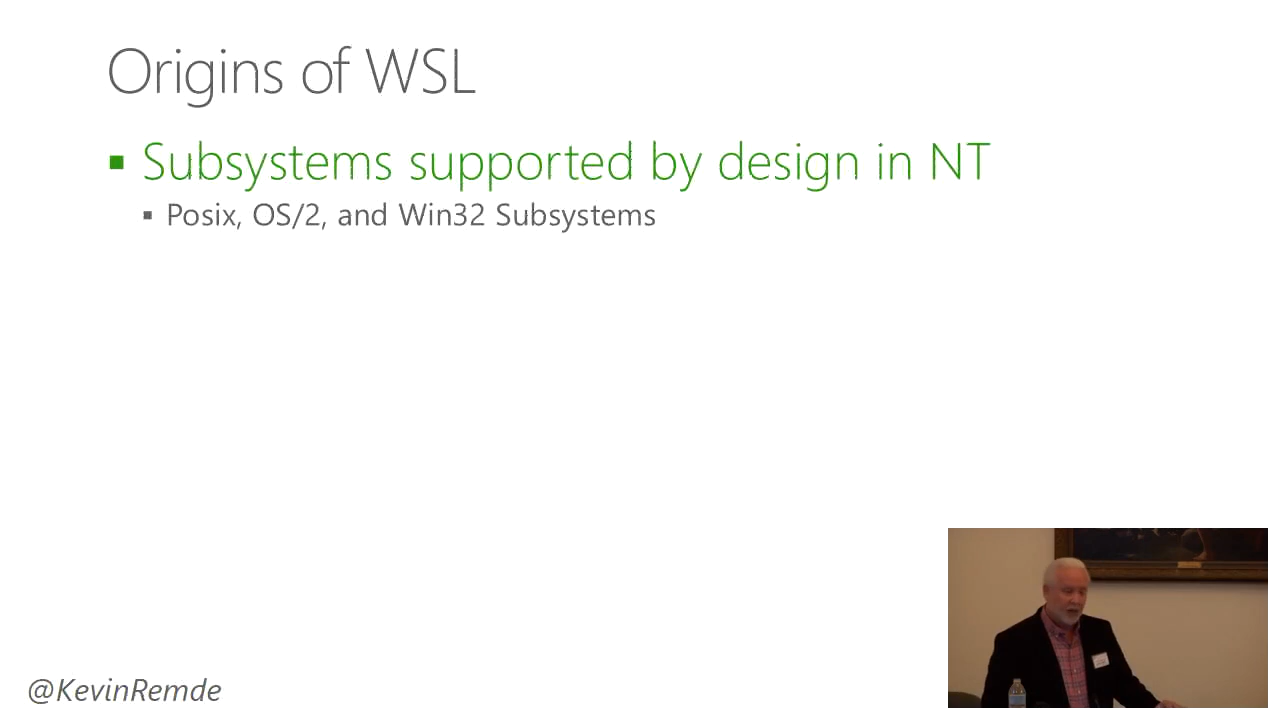 Origins of WSL
▪ Subsystems supported by design in NT
▪ Posix, OS/2, and Win32 Subsystems
@KevinRemde